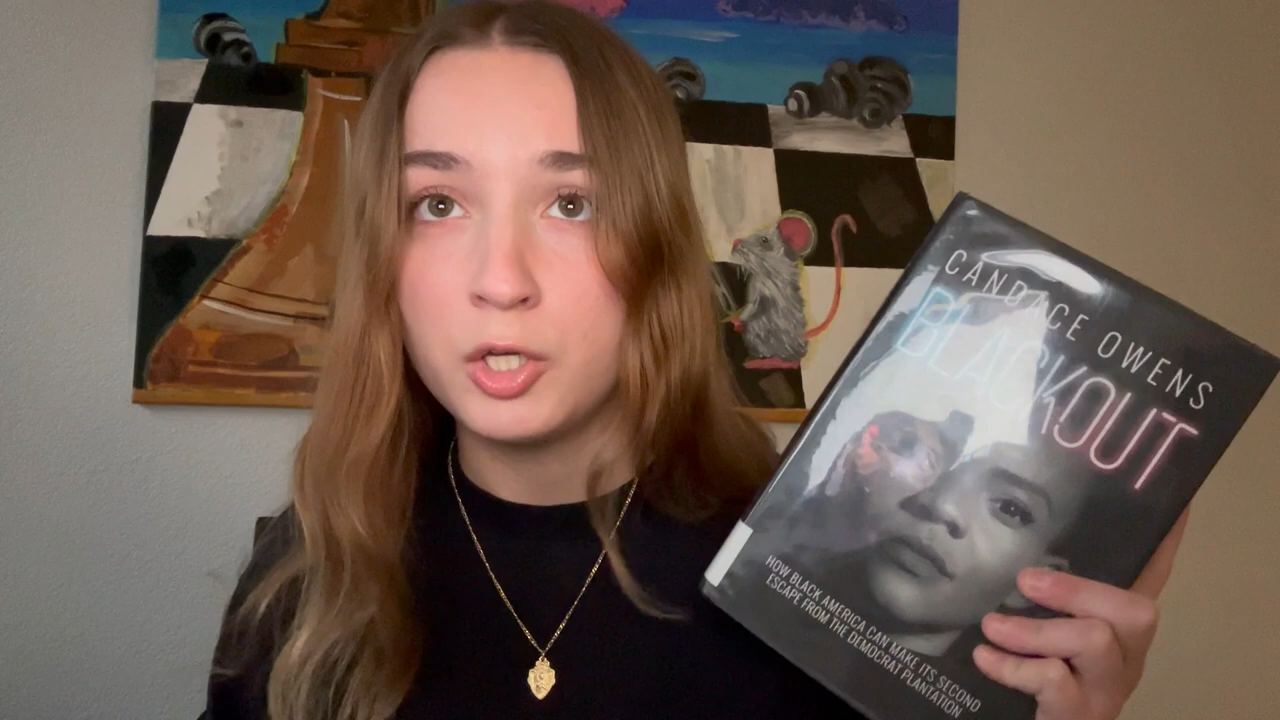 CANDACE OWENS
BLACKOUT
HOW BLACK AMERICA CAN MAKE ITS SECOND
ESCAPE FROM THE DEMOCRAT PLANTATION